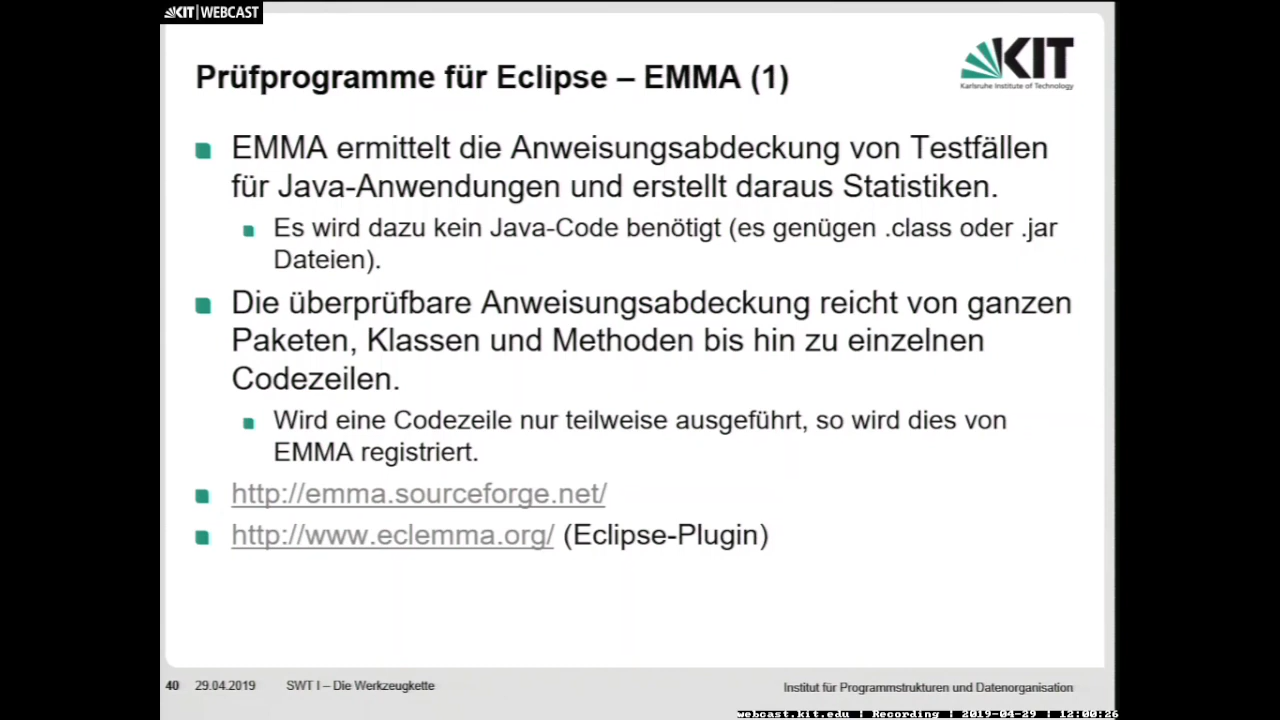 KIT | WEBCAST
Prüfprogramme für Eclipse – EMMA (1)
KIT
Karlsruhe Institute of Technology
EMMA ermittelt die Anweisungsabdeckung von Testfällen
für Java-Anwendungen und erstellt daraus Statistiken.
Es wird dazu kein Java-Code benötigt (es genügen .class oder .jar
Dateien).
Die überprüfbare Anweisungsabdeckung reicht von ganzen
Paketen, Klassen und Methoden bis hin zu einzelnen
Codezeilen.
Wird eine Codezeile nur teilweise ausgeführt, so wird dies von
EMMA registriert.
http://emma.sourceforge.net/
http://www.eclemma.org/ (Eclipse-Plugin)
40 29.04.2019 SWT I – Die Werkzeugkette
Institut für Programmstrukturen und Datenorganisation
webcast.kit.edu | Recording | 2019-04-29 | 12:00:26